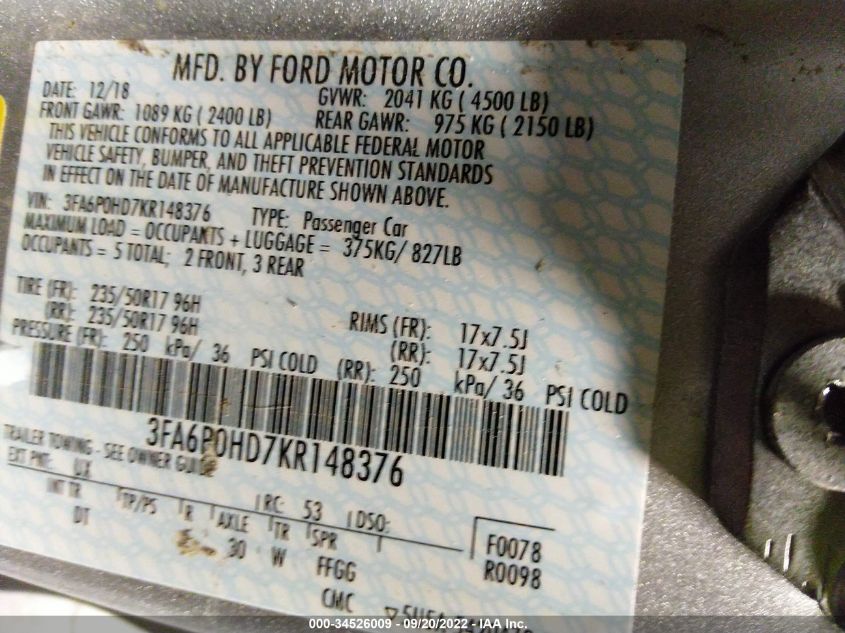 MFD. BY FORD MOTOR CO.
DATE: 12/18 GVWR: 2041 KG ( 4500 LB)
FRONT GAWR: 1089 KG ( 2400 LB) REAR GAWR: 975 KG ( 2150 LB)
THIS VEHICLE CONFORMS TO ALL APPLICABLE FEDERAL MOTOR
VEHICLE SAFETY, BUMPER, AND THEFT PREVENTION STANDARDS
IN EFFECT ON THE DATE OF MANUFACTURE SHOWN ABOVE.
VIN: 3FA6P0HD7KR148376 TYPE: Passenger Car
MAXIMUM LOAD = OCCUPANTS + LUGGAGE = 375KG/ 827LB
OCCUPANTS = 5 TOTAL; 2 FRONT, 3 REAR
TIRE (FR): 235/50R17 96H RIMS (FR): 17x7.5J
(RR): 235/50R17 96H (RR): 17x7.5J
PRESSURE (FR): 250 kPa/ 36 PSI COLD (RR): 250 kPa/ 36 PSI COLD
3FA6P0HD7KR148376
TRAILER TOWING - SEE OWNER GUIDE
EXT PNT: UX RC: 53 DSO:
INT TR TP/PS R AXLE TR SPR F0078
DT 30 W FFGG R0098
CMC
000-34526009 - 09/20/2022 - IAA Inc.